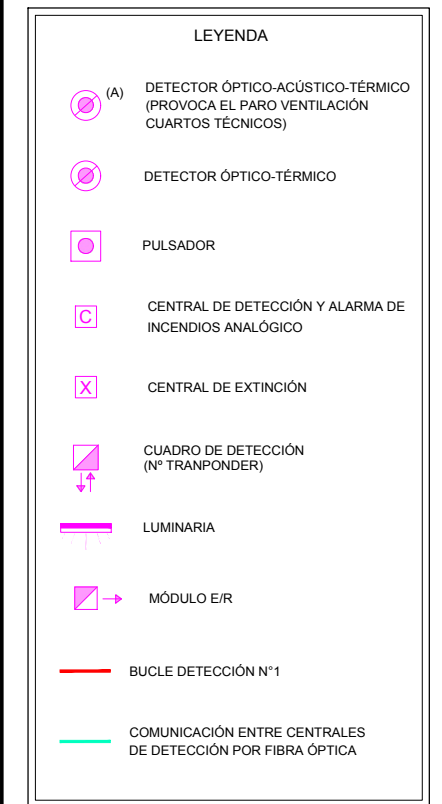 LEYENDA
(A)
DETECTOR ÓPTICO-ACÚSTICO-TÉRMICO
(PROVOCA EL PARO VENTILACIÓN
CUARTOS TÉCNICOS)
DETECTOR ÓPTICO-TÉRMICO
PULSADOR
C
CENTRAL DE DETECCIÓN Y ALARMA DE
INCENDIOS ANALÓGICO
X
CENTRAL DE EXTINCIÓN
CUADRO DE DETECCIÓN
(Nº TRANPONDER)
LUMINARIA
MÓDULO E/R
BUCLE DETECCIÓN N°1
COMUNICACIÓN ENTRE CENTRALES
DE DETECCIÓN POR FIBRA ÓPTICA